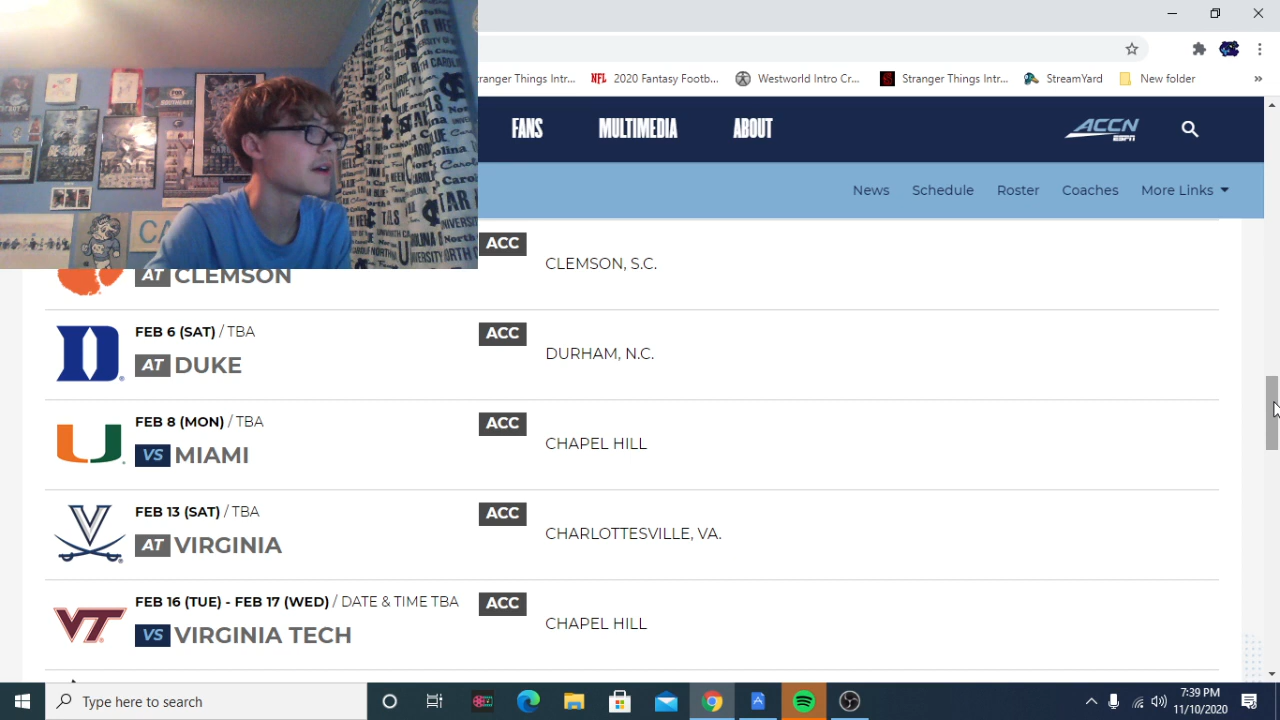 tranger Things Intr...
NFL 2020 Fantasy Footb...
Westworld Intro Cr...
Stranger Things Intr...
StreamYard
New folder
»
FANS MULTIMEDIA ABOUT
ACCN
ESPN
News Schedule Roster Coaches More Links
AT CLEMSON
ACC
CLEMSON, S.C.
FEB 6 (SAT) / TBA
AT DUKE
ACC
DURHAM, N.C.
FEB 8 (MON) / TBA
VS MIAMI
ACC
CHAPEL HILL
FEB 13 (SAT) / TBA
AT VIRGINIA
ACC
CHARLOTTESVILLE, VA.
FEB 16 (TUE) - FEB 17 (WED) / DATE & TIME TBA
VS VIRGINIA TECH
ACC
CHAPEL HILL
Type here to search
7:39 PM
11/10/2020